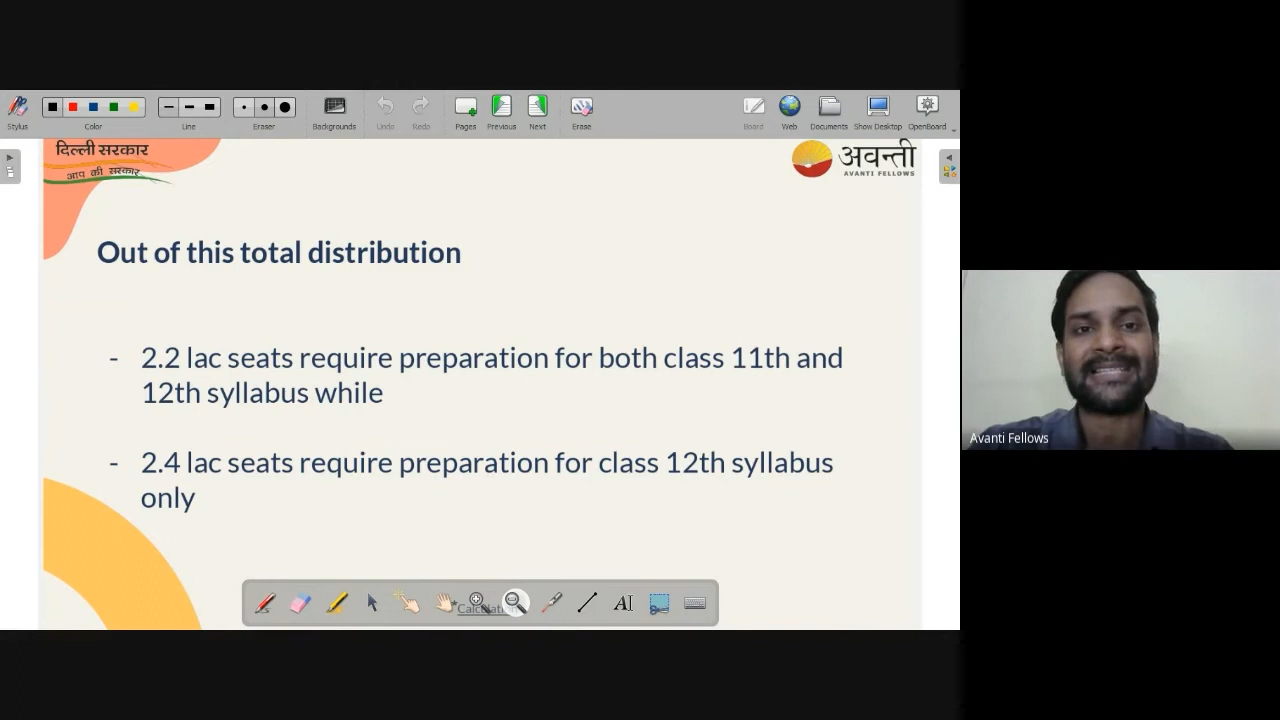 Stylus
Color
Line
Eraser
Backgrounds
Undo
Redo
Pages
Previous
Next
Erase
Board
Web
Documents
Show Desktop
OpenBoard
दिल्ली सरकार
आप की सरकार
अवन्ती
AVANTI FELLOWS
Out of this total distribution
- 2.2 lac seats require preparation for both class 11th and
12th syllabus while
- 2.4 lac seats require preparation for class 12th syllabus
only
AI
Avanti Fellows